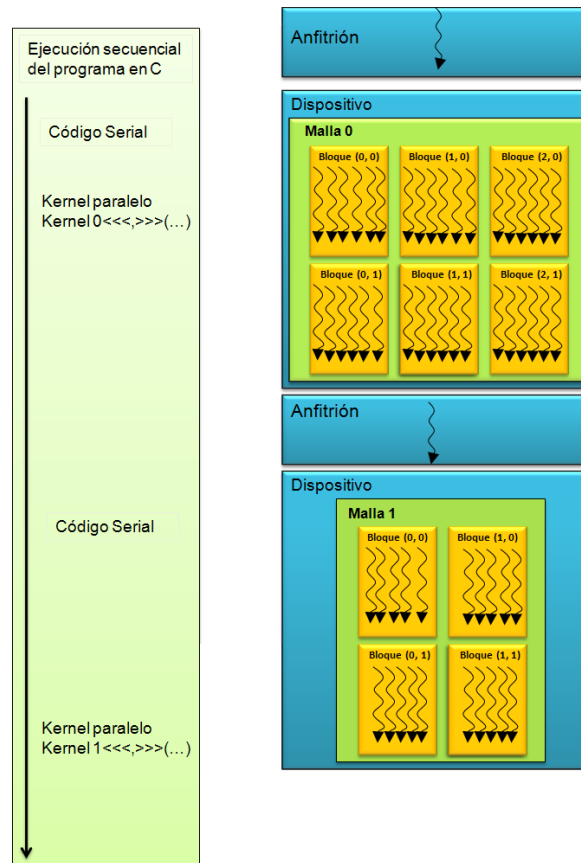 Ejecución secuencial
del programa en C
Código Serial
Kernel paralelo
Kernel 0<<<,>>>(…)
Código Serial
Kernel paralelo
Kernel 1<<<,>>>(…)
Anfitrión
Dispositivo
Malla 0
Bloque (0, 0)
Bloque (1, 0)
Bloque (2, 0)
Bloque (0, 1)
Bloque (1, 1)
Bloque (2, 1)
Anfitrión
Dispositivo
Malla 1
Bloque (0, 0)
Bloque (1, 0)
Bloque (0, 1)
Bloque (1, 1)